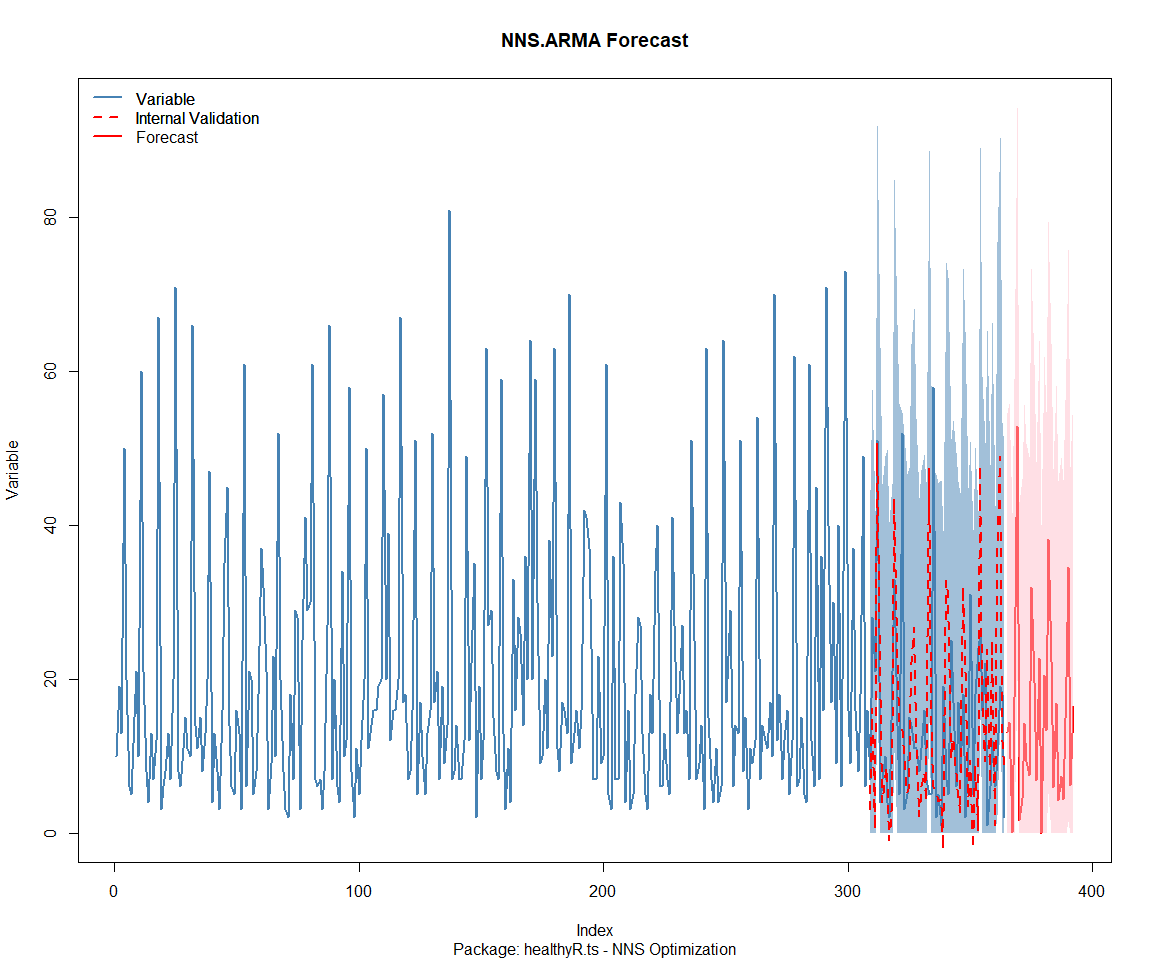 NNS.ARMA Forecast
Variable
Internal Validation
Forecast
Variable
80
60
40
20
0
0 100 200 300 400
Index
Package: healthyR.ts - NNS Optimization